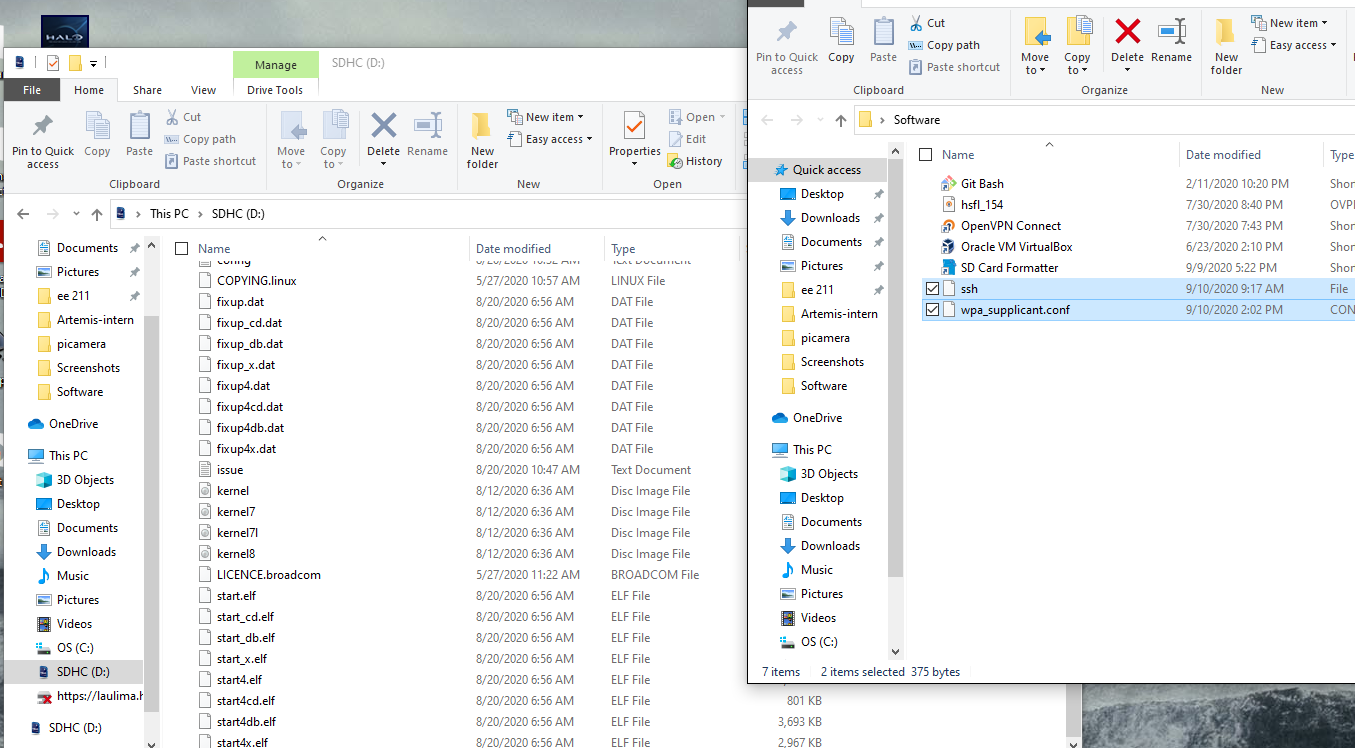 HALO
Manage
SDHC (D:)
File
Home
Share
View
Drive Tools
Pin to Quick access
Copy
Paste
Cut
Copy path
Paste shortcut
Clipboard
Move to
Copy to
Delete
Rename
Organize
New folder
New item
Easy access
New
Properties
Open
Edit
History
Open
This PC > SDHC (D:)
Documents
Pictures
ee 211
Artemis-intern
picamera
Screenshots
Software
OneDrive
This PC
3D Objects
Desktop
Documents
Downloads
Music
Pictures
Videos
OS (C:)
SDHC (D:)
https://laulima.h
SDHC (D:)
Name Date modified Type
config 8/20/2020 10:32 AM Text Document
COPYING.linux 5/27/2020 10:57 AM LINUX File
fixup.dat 8/20/2020 6:56 AM DAT File
fixup_cd.dat 8/20/2020 6:56 AM DAT File
fixup_db.dat 8/20/2020 6:56 AM DAT File
fixup_x.dat 8/20/2020 6:56 AM DAT File
fixup4.dat 8/20/2020 6:56 AM DAT File
fixup4cd.dat 8/20/2020 6:56 AM DAT File
fixup4db.dat 8/20/2020 6:56 AM DAT File
fixup4x.dat 8/20/2020 6:56 AM DAT File
issue 8/20/2020 10:47 AM Text Document
kernel 8/12/2020 6:36 AM Disc Image File
kernel7 8/12/2020 6:36 AM Disc Image File
kernel7l 8/12/2020 6:36 AM Disc Image File
kernel8 8/12/2020 6:36 AM Disc Image File
LICENCE.broadcom 5/27/2020 11:22 AM BROADCOM File
start.elf 8/20/2020 6:56 AM ELF File
start_cd.elf 8/20/2020 6:56 AM ELF File
start_db.elf 8/20/2020 6:56 AM ELF File
start_x.elf 8/20/2020 6:56 AM ELF File
start4.elf 8/20/2020 6:56 AM ELF File
start4cd.elf 8/20/2020 6:56 AM ELF File 801 KB
start4db.elf 8/20/2020 6:56 AM ELF File 3,693 KB
start4x.elf 8/20/2020 6:56 AM ELF File 2,967 KB
Pin to Quick access
Copy
Paste
Cut
Copy path
Paste shortcut
Clipboard
Move to
Copy to
Delete
Rename
Organize
New folder
New item
Easy access
New
> Software
Quick access
Desktop
Downloads
Documents
Pictures
ee 211
Artemis-intern
picamera
Screenshots
Software
OneDrive
This PC
3D Objects
Desktop
Documents
Downloads
Music
Pictures
Videos
OS (C:)
Name Date modified Type
Git Bash 2/11/2020 10:20 PM Shor
hsfl_154 7/30/2020 8:40 PM OVP
OpenVPN Connect 7/30/2020 7:43 PM Shor
Oracle VM VirtualBox 6/23/2020 2:10 PM Shor
SD Card Formatter 9/9/2020 5:22 PM Shor
ssh 9/10/2020 9:17 AM File
wpa_supplicant.conf 9/10/2020 2:02 PM CON
7 items 2 items selected 375 bytes